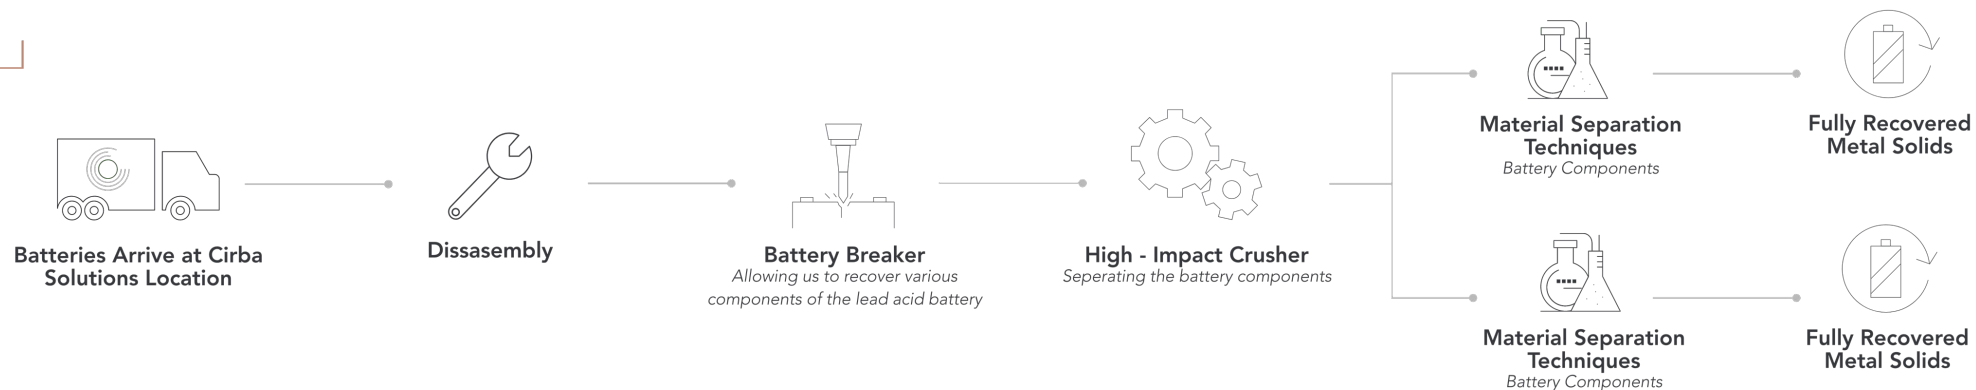 Batteries Arrive at Cirba
Solutions Location
Dissasembly
Battery Breaker
Allowing us to recover various
components of the lead acid battery
High - Impact Crusher
Seperating the battery components
Material Separation
Techniques
Battery Components
Fully Recovered
Metal Solids
Material Separation
Techniques
Battery Components
Fully Recovered
Metal Solids